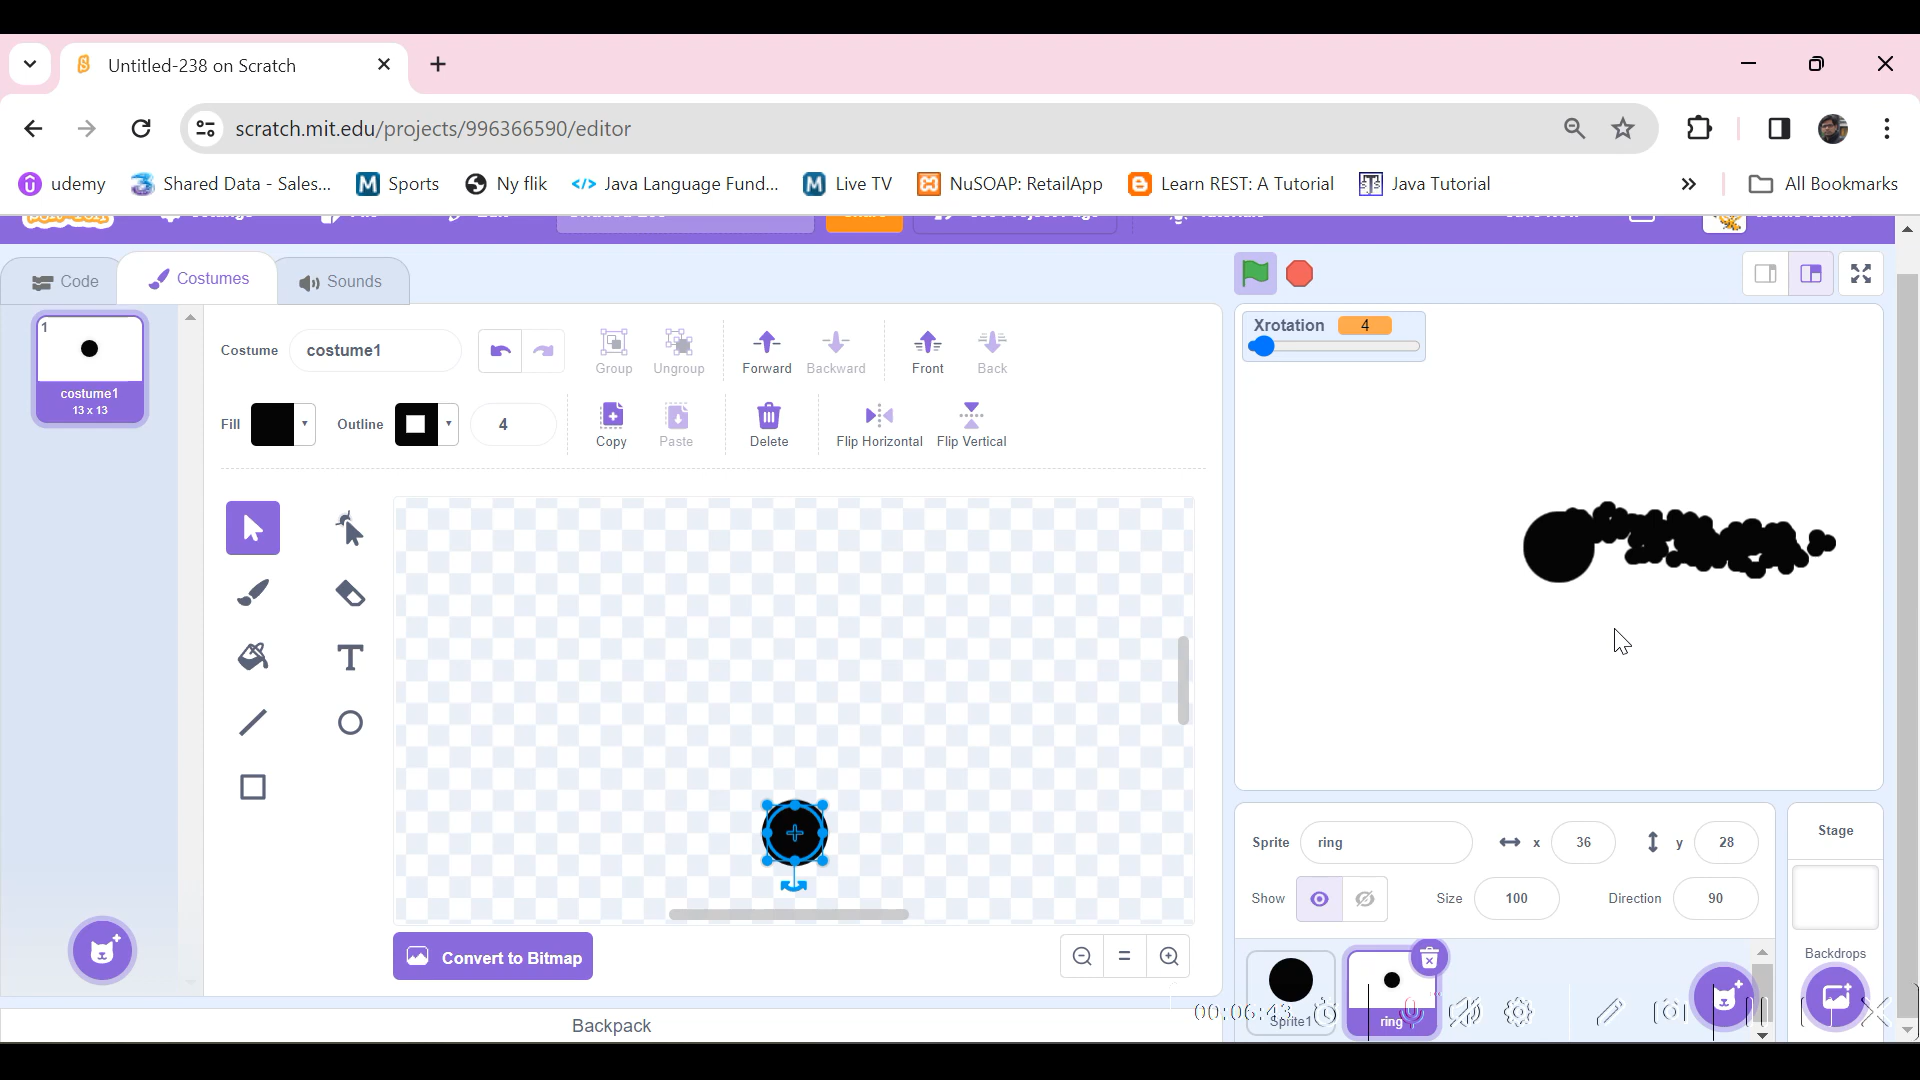 Untitled-238 on Scratch
scratch.mit.edu/projects/996366590/editor
udemy
Shared Data - Sales...
Sports
Ny flik
Java Language Fund...
Live TV
NuSOAP: RetailApp
Learn REST: A Tutorial
Java Tutorial
All Bookmarks
Code
Costumes
Sounds
Xrotation 4
1
costume1
13 x 13
Costume
costume1
Group
Ungroup
Forward
Backward
Front
Back
Fill
Outline
4
Copy
Paste
Delete
Flip Horizontal
Flip Vertical
Convert to Bitmap
Backpack
Sprite
ring
x
36
y
28
Show
Size
100
Direction
90
Stage
Backdrops
Sprite1
ring
00:06:43